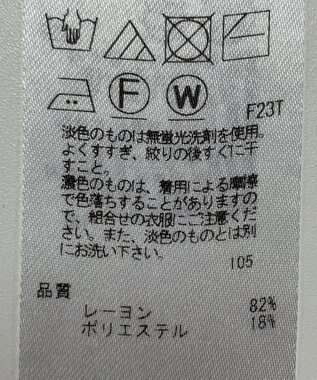 F W
F23T
淡色のものは無蛍光洗剤を使用。
よくすすぎ、絞りの後すぐに干
すこと。
濃色のものは、着用による摩擦
で色落ちすることがありますの
で、組合せの衣服にご注意くだ
さい。また、淡色のものとは別
にお洗い下さい。
105
品質
レーヨン 82%
ポリエステル 18%